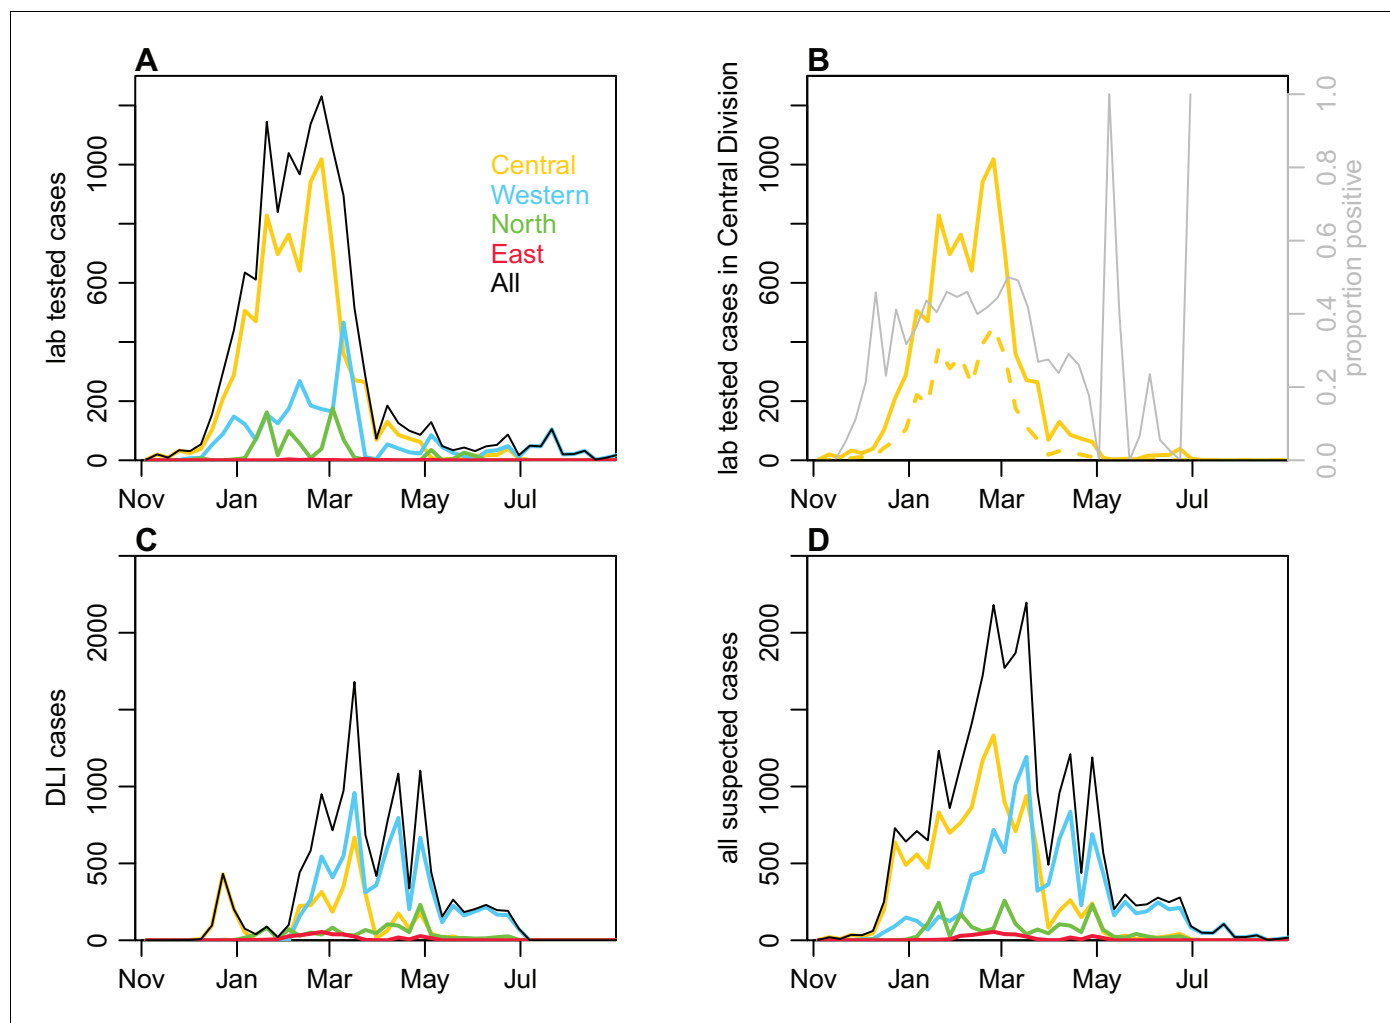 A
lab tested cases
1000
600
200
0
Central
Western
North
East
All
Nov Jan Mar May Jul
B
lab tested cases in Central Division
1000
600
200
0
1.0
0.8
0.6
0.4
0.2
0.0
proportion positive
Nov Jan Mar May Jul
C
DLI cases
2000
1000
500
0
Nov Jan Mar May Jul
D
all suspected cases
2000
1000
500
0
Nov Jan Mar May Jul